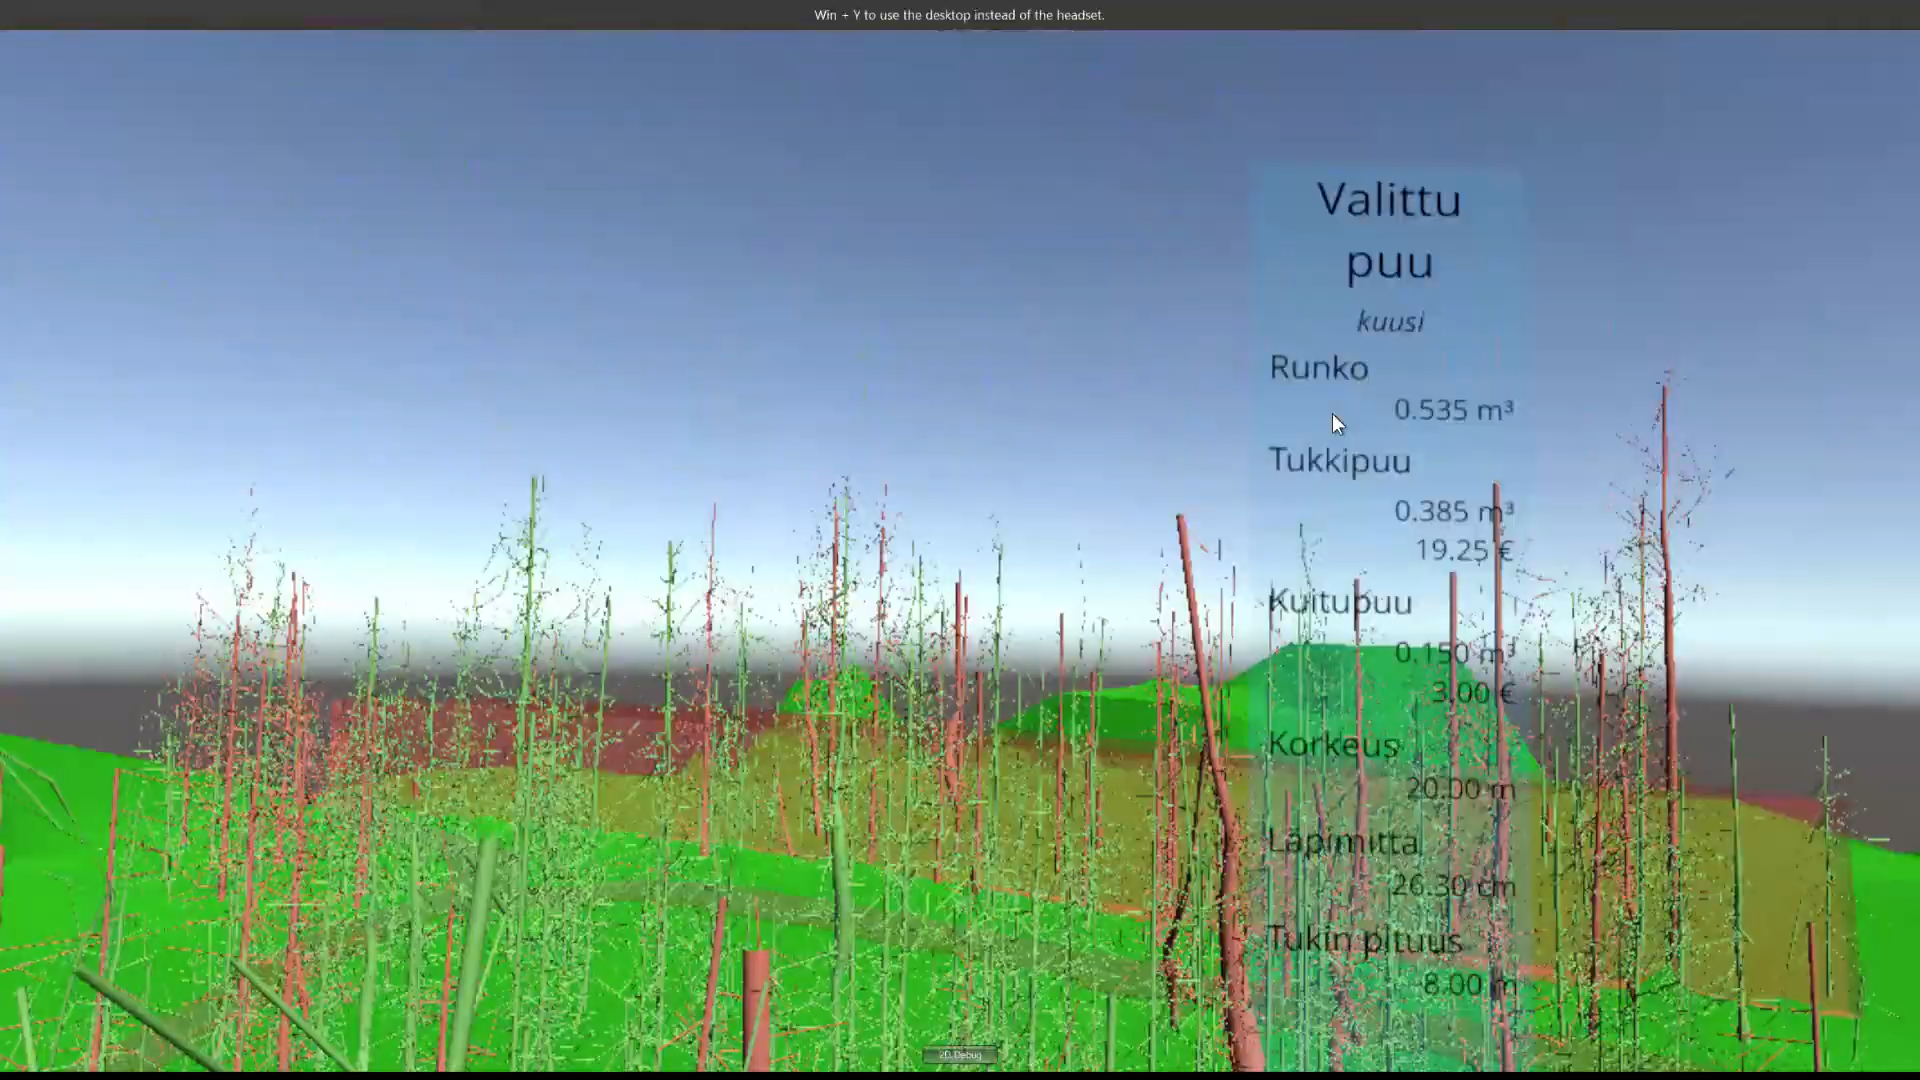 Win + Y to use the desktop instead of the headset.
Valittu
puu
kuusi
Runko
0.535 m³
Tukkipuu
0.385 m³
19.25 €
Kuitupuu
0.150 m³
3.00 €
Korkeus
20.00 m
Läpimitta
26.30 cm
Tukin pituus
8.00 m
2D Debug